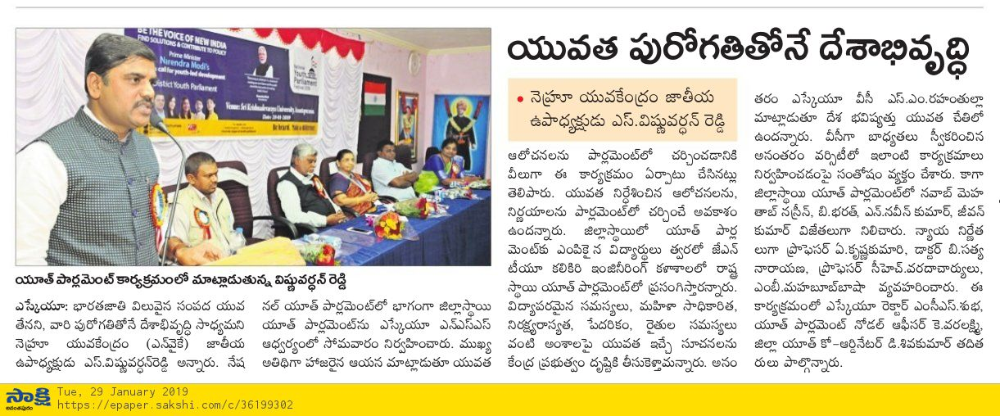 యువత పురోగతితోనే దేశాభివృద్ధి
BE THE VOICE OF NEW INDIA
FIND SOLUTIONS & CONTRIBUTE TO POLICY
Prime Minister
Narendra Modi's
call for youth-led development
District Youth Parliament
National
Youth
Parliament
Festival 2019
Venue: Sri Krishnadevaraya University, Anantapuramu
Date: 28-01-2019
Be heard.
యూత్ పార్లమెంట్ కార్యక్రమంలో మాట్లాడుతున్న విష్ణువర్ధన్ రెడ్డి
• నెహ్రూ యువకేంద్రం జాతీయ
ఉపాధ్యక్షుడు ఎస్.విష్ణువర్ధన్ రెడ్డి
ఎస్కేయూ: భారతజాతి విలువైన సంపద యువ
తేనని, వారి పురోగతితోనే దేశాభివృద్ధి సాధ్యమని
నెహ్రూ యువకేంద్రం (ఎన్వైకే) జాతీయ
ఉపాధ్యక్షుడు ఎస్.విష్ణువర్ధన్‌రెడ్డి అన్నారు. నేష
నల్ యూత్ పార్లమెంట్‌లో భాగంగా జిల్లాస్థాయి
యూత్ పార్లమెంట్‌ను ఎస్కేయూ ఎన్ఎస్ఎస్
ఆధ్వర్యంలో సోమవారం నిర్వహించారు. ముఖ్య
అతిథిగా హాజరైన ఆయన మాట్లాడుతూ యువత
ఆలోచనలను పార్లమెంట్‌లో చర్చించడానికి
వీలుగా ఈ కార్యక్రమం ఏర్పాటు చేసినట్లు
తెలిపారు. యువత నిర్దేశించిన ఆలోచనలను,
నిర్ణయాలను పార్లమెంట్‌లో చర్చించే అవకాశం
ఉందన్నారు. జిల్లాస్థాయిలో యూత్ పార్ల
మెంట్‌కు ఎంపికైన విద్యార్థులు త్వరలో జేఎన్
టీయూ కలికిరి ఇంజినీరింగ్ కళాశాలలో రాష్ట్ర
స్థాయి యూత్ పార్లమెంట్‌లో ప్రసంగిస్తారన్నారు.
విద్యాపరమైన సమస్యలు, మహిళా సాధికారిత,
నిరక్ష్యరాస్యత, పేదరికం, రైతుల సమస్యలు
వంటి అంశాలపై యువత ఇచ్చే సూచనలను
కేంద్ర ప్రభుత్వం దృష్టికి తీసుకెళ్తామన్నారు. అనం
తరం ఎస్కేయూ వీసీ ఎస్.ఎం.రహంతుల్లా
మాట్లాడుతూ దేశ భవిష్యత్తు యువత చేతిలో
ఉందన్నారు. వీసీగా బాధ్యతలు స్వీకరించిన
అనంతరం వర్సిటీలో ఇలాంటి కార్యక్రమాలు
నిర్వహించడంపై సంతోషం వ్యక్తం చేశారు. కాగా
జిల్లాస్థాయి యూత్ పార్లమెంట్‌లో నవాబ్ మెహ
తాబ్ నస్రీన్, బి.భరత్, ఎన్.నవీన్ కుమార్, జీవన్
కుమార్ విజేతలుగా నిలిచారు. న్యాయ నిర్ణేత
లుగా ప్రొఫెసర్ ఏ.కృష్ణకుమారి, డాక్టర్ బి.సత్య
నారాయణ, ప్రొఫెసర్ సీహెచ్.వరదాచార్యులు,
ఎంబీ.మహబూబ్‌బాషా వ్యవహరించారు. ఈ
కార్యక్రమంలో ఎస్కేయూ రెక్టార్ ఎంసీఎస్.శుభ,
యూత్ పార్లమెంట్ నోడల్ ఆఫీసర్ కె.వరలక్ష్మి,
జిల్లా యూత్ కో-ఆర్డినేటర్ డి.శివకుమార్ తదిత
రులు పాల్గొన్నారు.
సాక్షి
అనంతపురం
Tue, 29 January 2019
https://epaper.sakshi.com/c/36199302